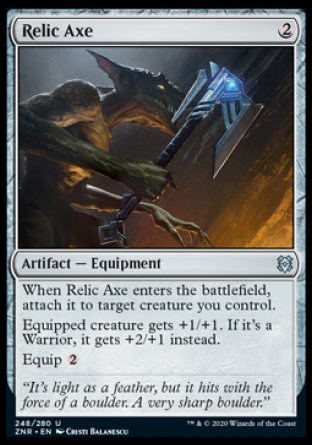 Relic Axe 2
Artifact — Equipment
When Relic Axe enters the battlefield,
attach it to target creature you control.
Equipped creature gets +1/+1. If it's a
Warrior, it gets +2/+1 instead.
Equip 2
"It's light as a feather, but it hits with the
force of a boulder. A very sharp boulder."
248/280 U
ZNR • EN Cristi Balanescu
™ & © 2020 Wizards of the Coast